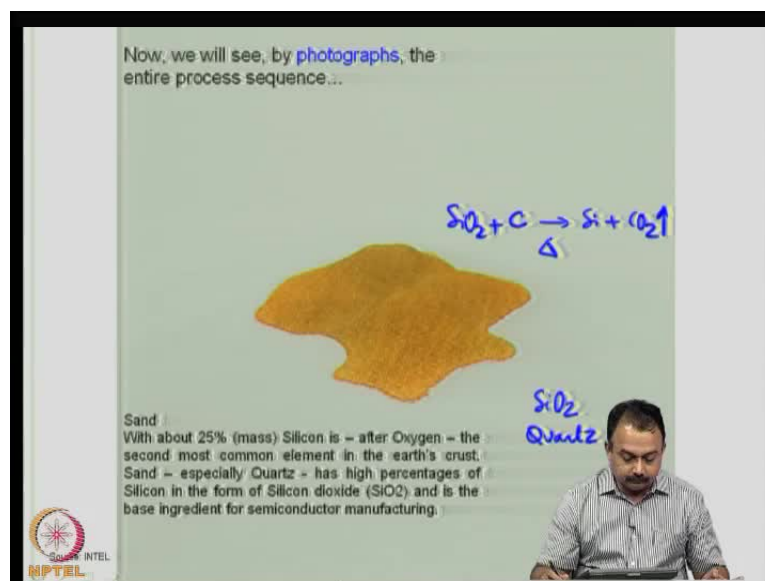 Now, we will see, by photographs, the
entire process sequence...
SiO2 + C → Si + CO2↑
Δ
SiO2
Quartz
Sand
With about 25% (mass) Silicon is – after Oxygen – the
second most common element in the earth's crust.
Sand – especially Quartz - has high percentages of
Silicon in the form of Silicon dioxide (SiO2) and is the
base ingredient for semiconductor manufacturing.
Source: INTEL
NPTEL